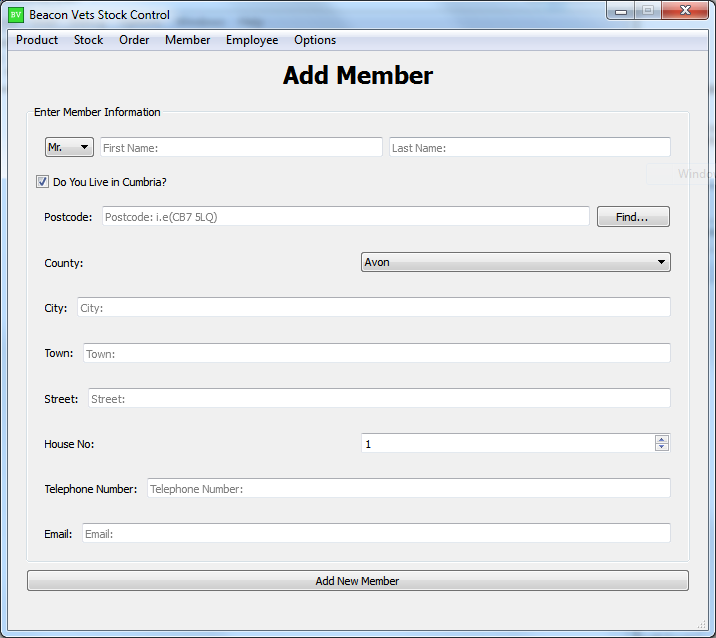 BV Beacon Vets Stock Control
Product Stock Order Member Employee Options
Add Member
Enter Member Information
Mr. First Name: Last Name:
Do You Live in Cumbria?
Postcode: Postcode: i.e(CB7 5LQ) Find...
County: Avon
City: City:
Town: Town:
Street: Street:
House No: 1
Telephone Number: Telephone Number:
Email: Email:
Add New Member